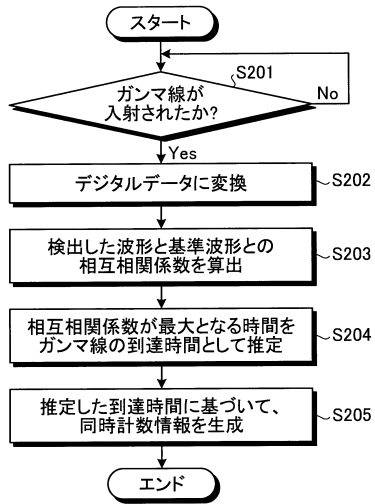 スタート
S201
ガンマ線が
入射されたか?
No
Yes
デジタルデータに変換
S202
検出した波形と基準波形との
相互相関係数を算出
S203
相互相関係数が最大となる時間を
ガンマ線の到達時間として推定
S204
推定した到達時間に基づいて、
同時計数情報を生成
S205
エンド